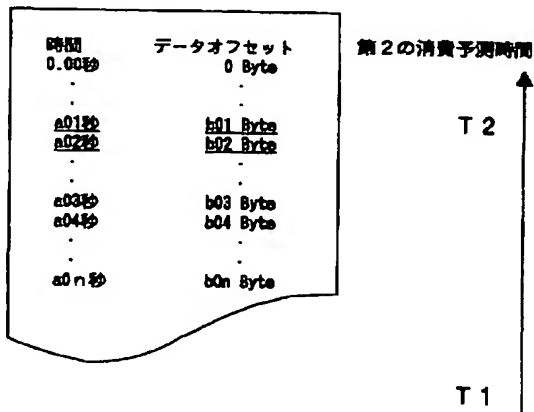 時間 データオフセット 第2の消費予測時間
0.00秒 0 Byte
. .
. .
a01秒 b01 Byte T2
a02秒 b02 Byte
. .
. .
a03秒 b03 Byte
a04秒 b04 Byte
. .
. .
a0n秒 b0n Byte
T1